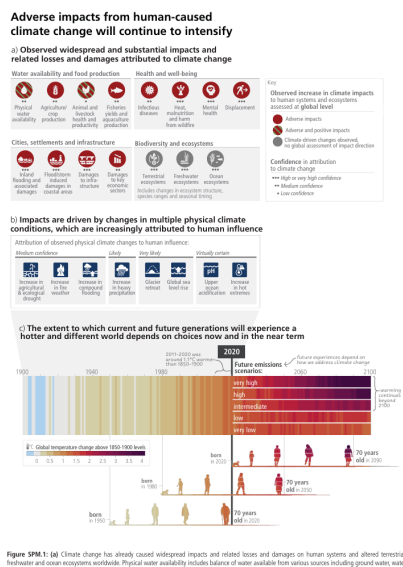 Adverse impacts from human-caused
climate change will continue to intensify
a) Observed widespread and substantial impacts and
related losses and damages attributed to climate change
Water availability and food production
Health and well-being
Key
Observed increase in climate impacts
to human systems and ecosystems
assessed at global level
Adverse impacts
Adverse and positive impacts
Climate-driven changes observed,
no global assessment of impact direction
Confidence in attribution
to climate change
••• High or very high confidence
•• Medium confidence
• Low confidence
Physical
water
availability
Agriculture/
crop
production
Animal and
livestock
health and
productivity
Fisheries
yields and
aquaculture
production
Infectious
diseases
Heat,
malnutrition
and harm
from wildfire
Mental
health
Displacement
Cities, settlements and infrastructure
Biodiversity and ecosystems
Inland
flooding and
associated
damages
Flood/storm
induced
damages in
coastal areas
Damages
to infra-
structure
Damages
to key
economic
sectors
Terrestrial
ecosystems
Freshwater
ecosystems
Ocean
ecosystems
Includes changes in ecosystem structure,
species ranges and seasonal timing
b) Impacts are driven by changes in multiple physical climate
conditions, which are increasingly attributed to human influence
Attribution of observed physical climate changes to human influence:
Medium confidence
Likely
Very likely
Virtually certain
Increase in
agricultural
& ecological
drought
Increase in
fire
weather
Increase in
compound
flooding
Increase
in heavy
precipitation
Glacier
retreat
Global sea
level rise
pH
Upper
ocean
acidification
Increase
in hot
extremes
c) The extent to which current and future generations will experience a
hotter and different world depends on choices now and in the near term
2011-2020 was
around 1.1°C warmer
than 1850-1900
2020
Future emissions
scenarios:
future experiences depend on
how we address climate change
1900
1940
1980
2060
2100
very high
high
intermediate
low
very low
warming
continues
beyond
2100
°C Global temperature change above 1850-1900 levels
0 0.5 1 1.5 2 2.5 3 3.5 4
born
in 2020
70 years
old in 2090
born
in 1980
70 years
old in 2050
born
in 1950
70 years
old in 2020
Figure SPM.1: (a) Climate change has already caused widespread impacts and related losses and damages on human systems and altered terrestria
freshwater and ocean ecosystems worldwide. Physical water availability includes balance of water available from various sources including ground water, wate